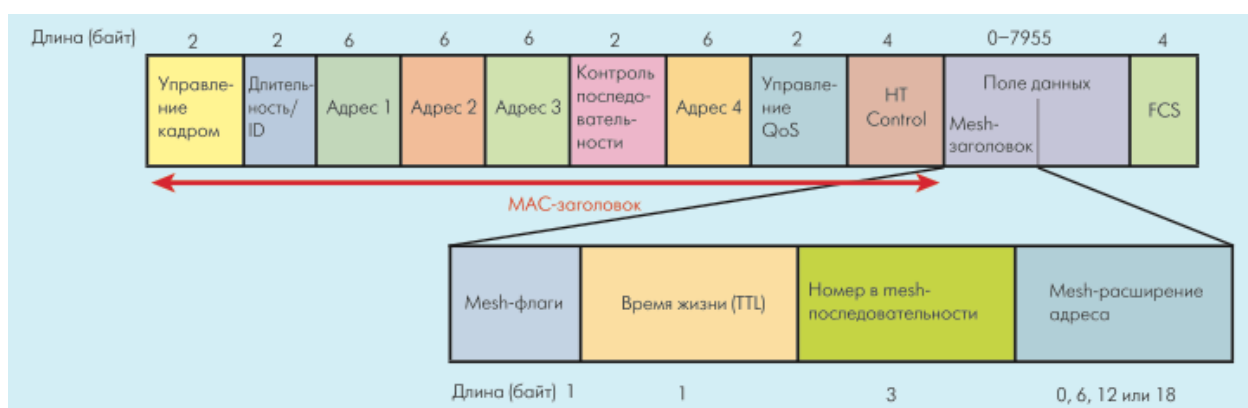 Длина (байт) 2 2 6 6 6 2 6 2 4 0–7955 4
Управле-
ние
кадром
Длитель-
ность/
ID
Адрес 1
Адрес 2
Адрес 3
Контроль
последо-
ватель-
ности
Адрес 4
Управле-
ние
QoS
HT
Control
Поле данных
Mesh-
заголовок
FCS
MAC-заголовок
Mesh-флаги
Время жизни (TTL)
Номер в mesh-
последовательности
Mesh-расширение
адреса
Длина (байт) 1 1 3 0, 6, 12 или 18